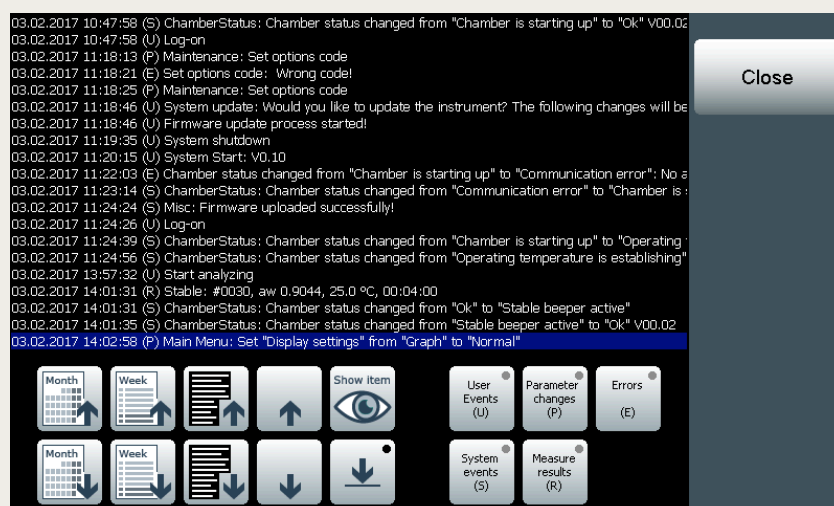 03.02.2017 10:47:58 (S) ChamberStatus: Chamber status changed from "Chamber is starting up" to "Ok" V00.02
03.02.2017 10:47:58 (U) Log-on
03.02.2017 11:18:13 (P) Maintenance: Set options code
03.02.2017 11:18:21 (E) Set options code:  Wrong code!
03.02.2017 11:18:25 (P) Maintenance: Set options code
03.02.2017 11:18:46 (U) System update: Would you like to update the instrument? The following changes will be
03.02.2017 11:18:46 (U) Firmware update process started!
03.02.2017 11:19:35 (U) System shutdown
03.02.2017 11:20:15 (U) System Start: V0.10
03.02.2017 11:22:03 (E) Chamber status changed from "Chamber is starting up" to "Communication error": No
03.02.2017 11:23:14 (S) ChamberStatus: Chamber status changed from "Communication error" to "Chamber is
03.02.2017 11:24:24 (S) Misc: Firmware uploaded successfully!
03.02.2017 11:24:26 (U) Log-on
03.02.2017 11:24:39 (S) ChamberStatus: Chamber status changed from "Chamber is starting up" to "Operating
03.02.2017 11:24:56 (S) ChamberStatus: Chamber status changed from "Operating temperature is establishing"
03.02.2017 13:57:32 (U) Start analyzing
03.02.2017 14:01:31 (R) Stable: #0030, aw 0.9044, 25.0 ºC, 00:04:00
03.02.2017 14:01:31 (S) ChamberStatus: Chamber status changed from "Ok" to "Stable beeper active"
03.02.2017 14:01:35 (S) ChamberStatus: Chamber status changed from "Stable beeper active" to "Ok" V00.02
03.02.2017 14:02:58 (P) Main Menu: Set "Display settings" from "Graph" to "Normal"
Close
Month
Week
Show item
User
Events
(U)
Parameter
changes
(P)
Errors
(E)
Month
Week
System
events
(S)
Measure
results
(R)